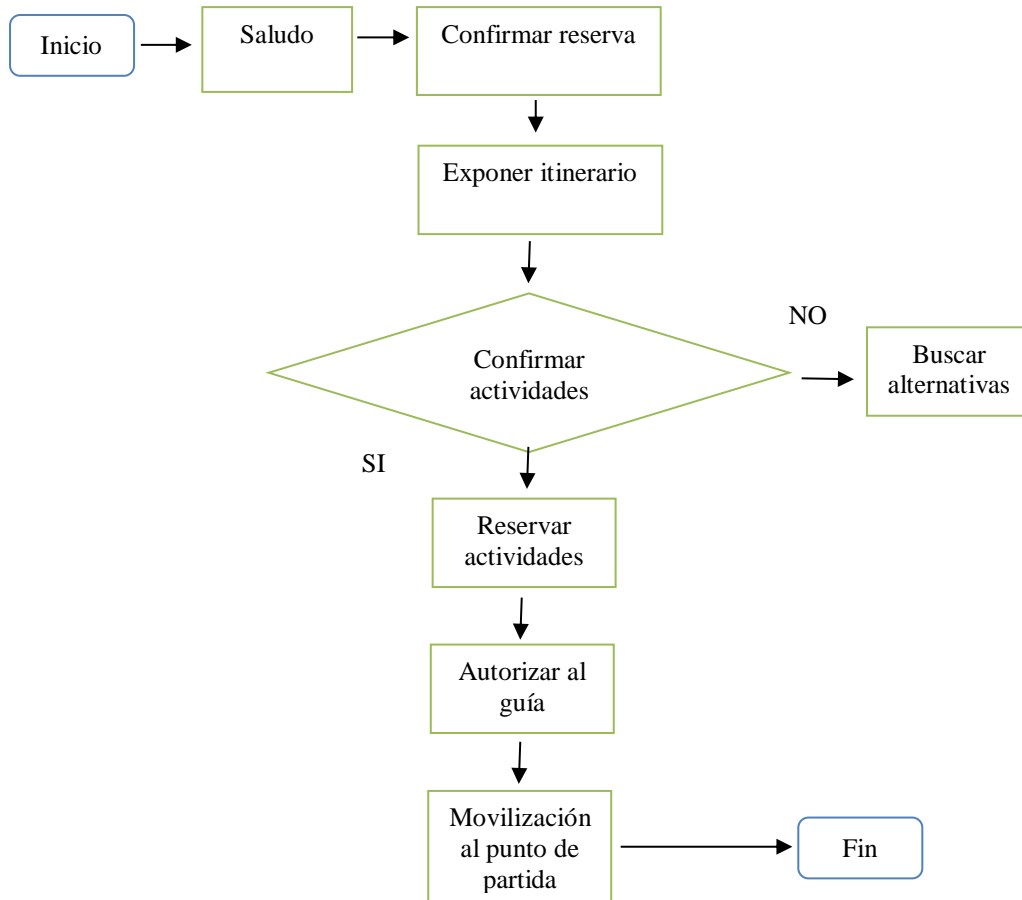 Inicio
Saludo
Confirmar reserva
Exponer itinerario
Confirmar
actividades
NO
Buscar
alternativas
SI
Reservar
actividades
Autorizar al
guía
Movilización
al punto de
partida
Fin